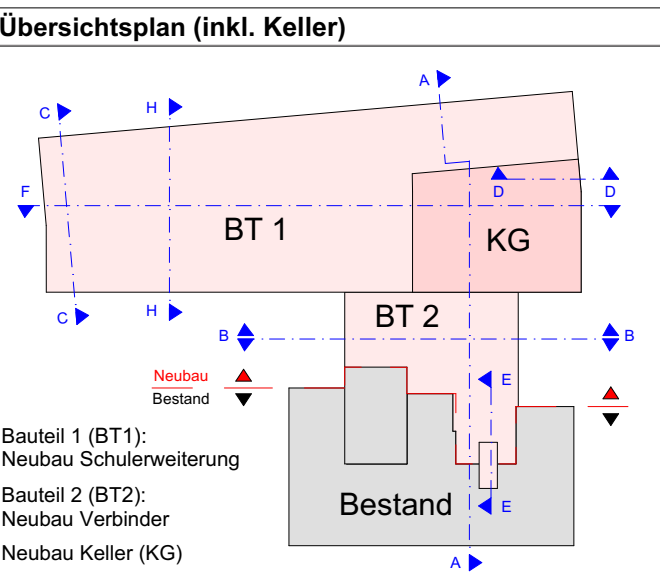 Übersichtsplan (inkl. Keller)
A
C
H
F
D
D
BT 1
KG
C
H
BT 2
B
B
Neubau
Bestand
E
Bauteil 1 (BT1):
Neubau Schulerweiterung
Bauteil 2 (BT2):
Neubau Verbinder
Bestand
E
Neubau Keller (KG)
A